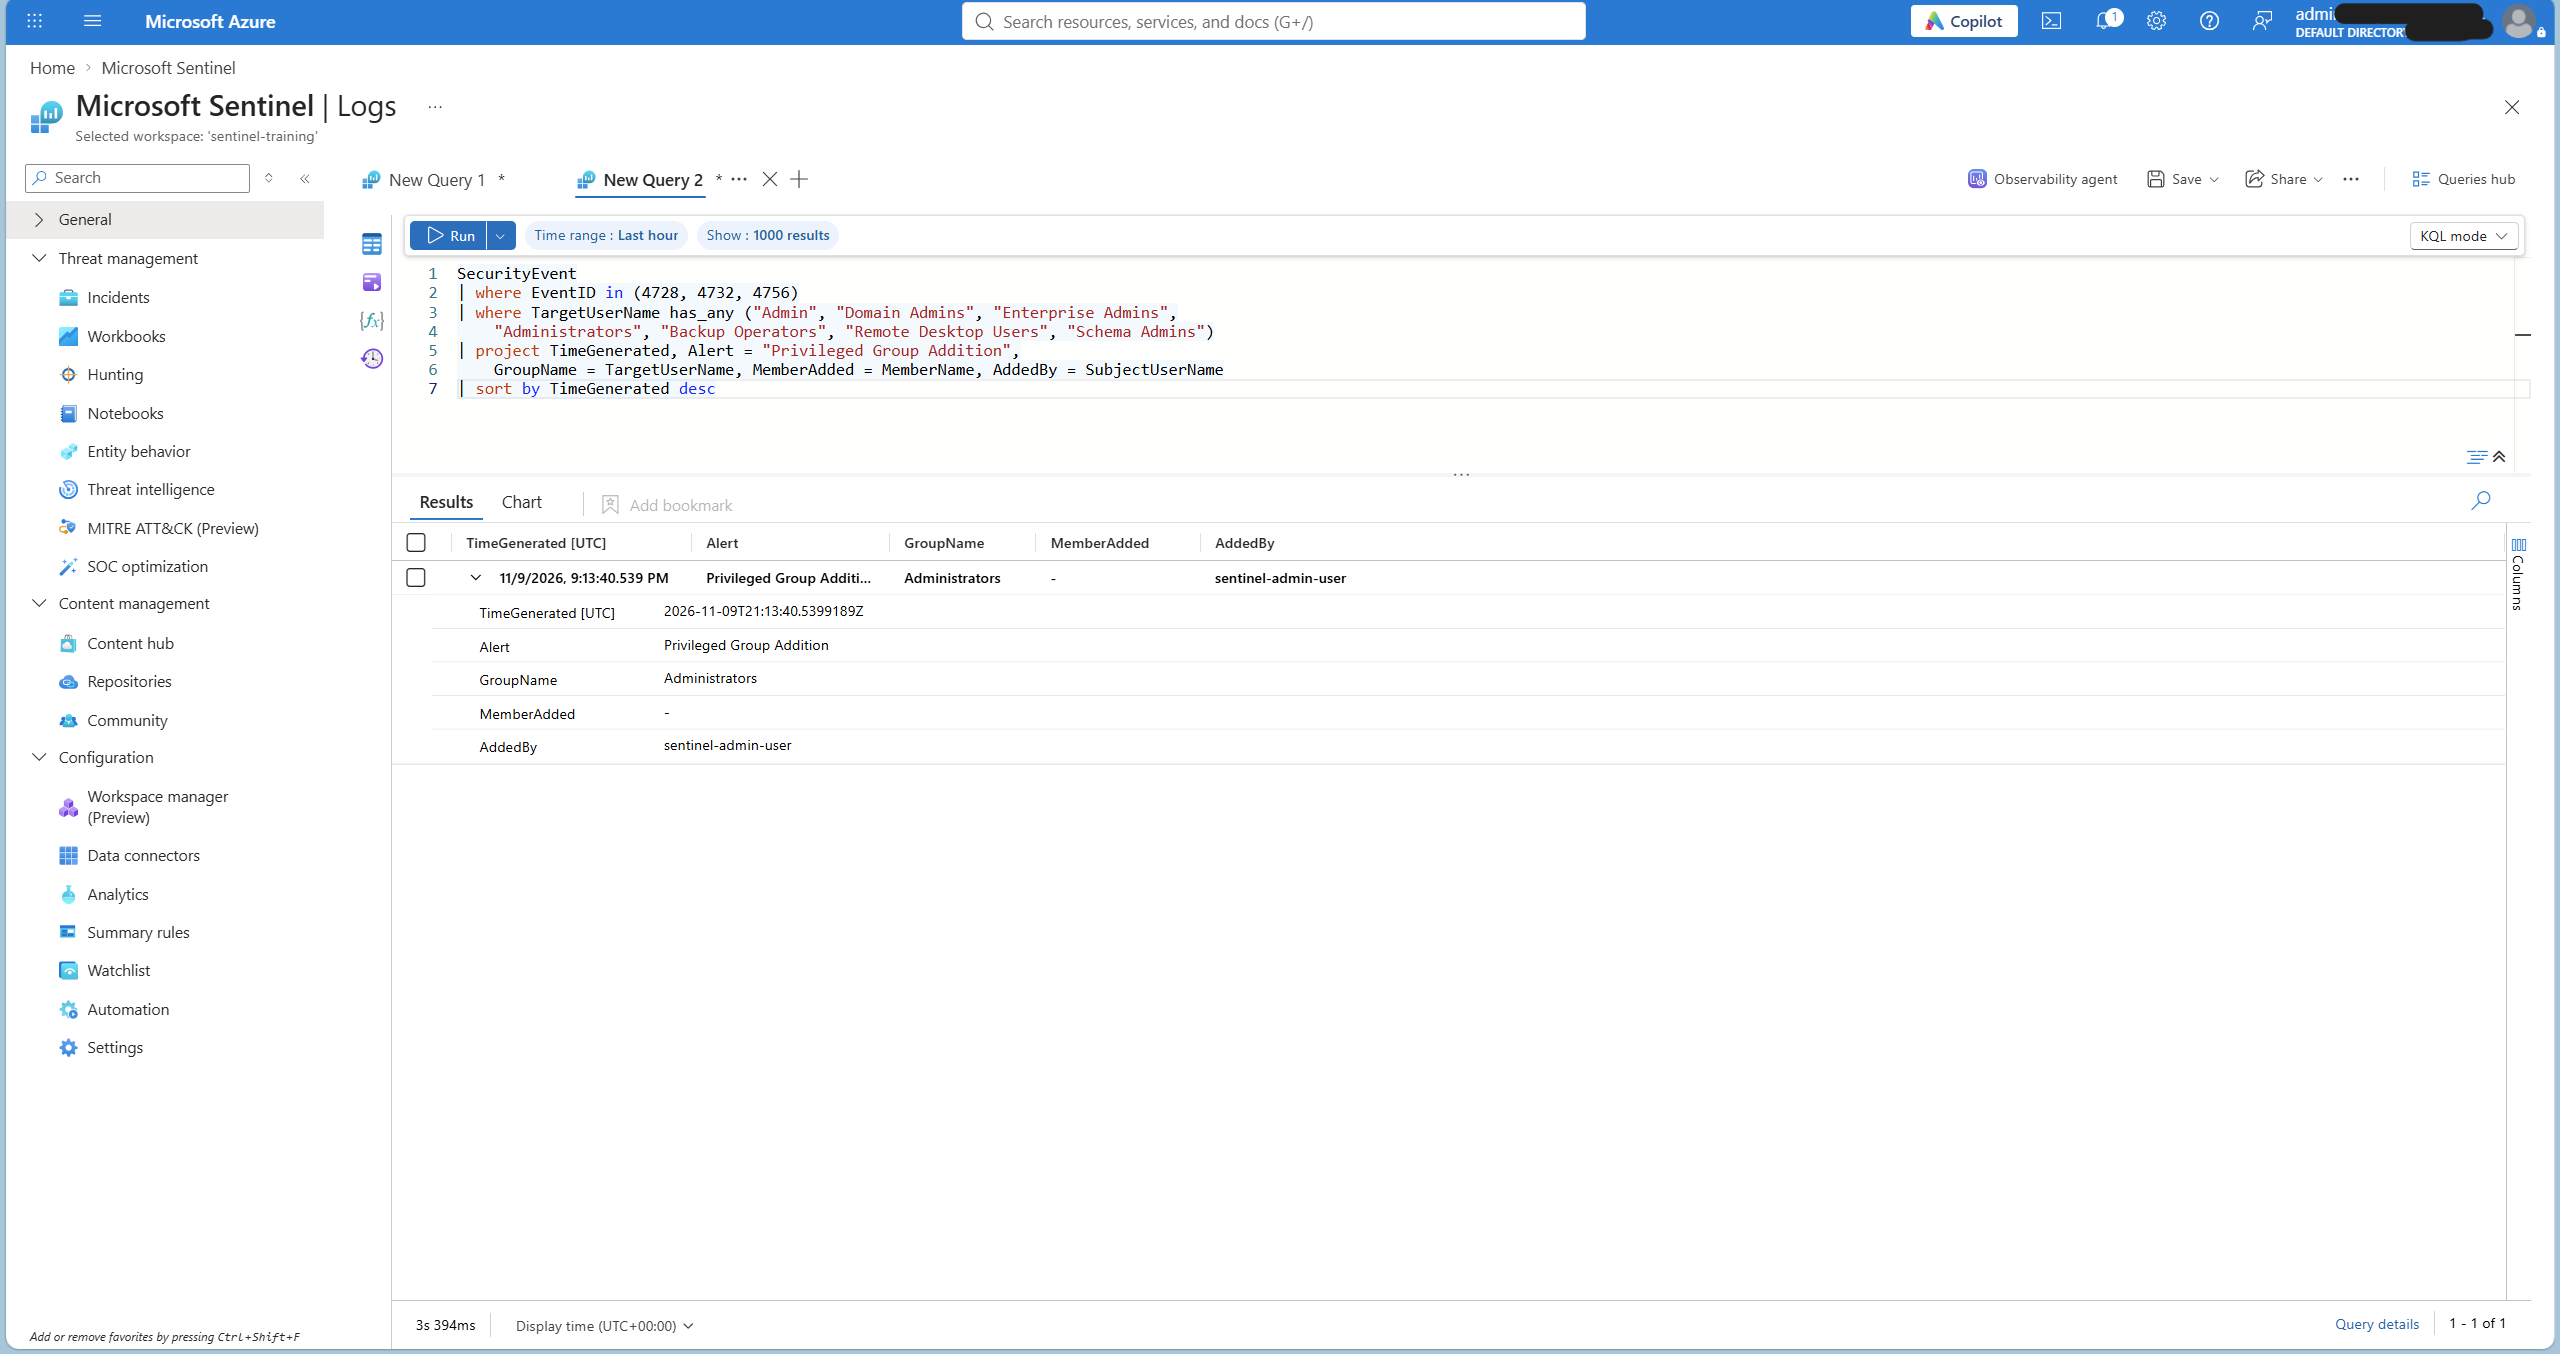 Microsoft Azure
Search resources, services, and docs (G+/)
Copilot
1
admi
DEFAULT DIRECTOR
Home > Microsoft Sentinel
Microsoft Sentinel | Logs ...
Selected workspace: 'sentinel-training'
Search
General
Threat management
Incidents
Workbooks
Hunting
Notebooks
Entity behavior
Threat intelligence
MITRE ATT&CK (Preview)
SOC optimization
Content management
Content hub
Repositories
Community
Configuration
Workspace manager
(Preview)
Data connectors
Analytics
Summary rules
Watchlist
Automation
Settings
Add or remove favorites by pressing Ctrl+Shift+F
New Query 1 *
New Query 2 * ...
Observability agent
Save
Share
...
Queries hub
Run
Time range : Last hour
Show : 1000 results
KQL mode
1 SecurityEvent
2 | where EventID in (4728, 4732, 4756)
3 | where TargetUserName has_any ("Admin", "Domain Admins", "Enterprise Admins",
4 "Administrators", "Backup Operators", "Remote Desktop Users", "Schema Admins")
5 | project TimeGenerated, Alert = "Privileged Group Addition",
6 GroupName = TargetUserName, MemberAdded = MemberName, AddedBy = SubjectUserName
7 | sort by TimeGenerated desc
...
Results
Chart
Add bookmark
TimeGenerated [UTC] Alert GroupName MemberAdded AddedBy
11/9/2026, 9:13:40.539 PM Privileged Group Additi... Administrators - sentinel-admin-user
TimeGenerated [UTC] 2026-11-09T21:13:40.5399189Z
Alert Privileged Group Addition
GroupName Administrators
MemberAdded -
AddedBy sentinel-admin-user
Columns
3s 394ms
Display time (UTC+00:00)
Query details
1 - 1 of 1